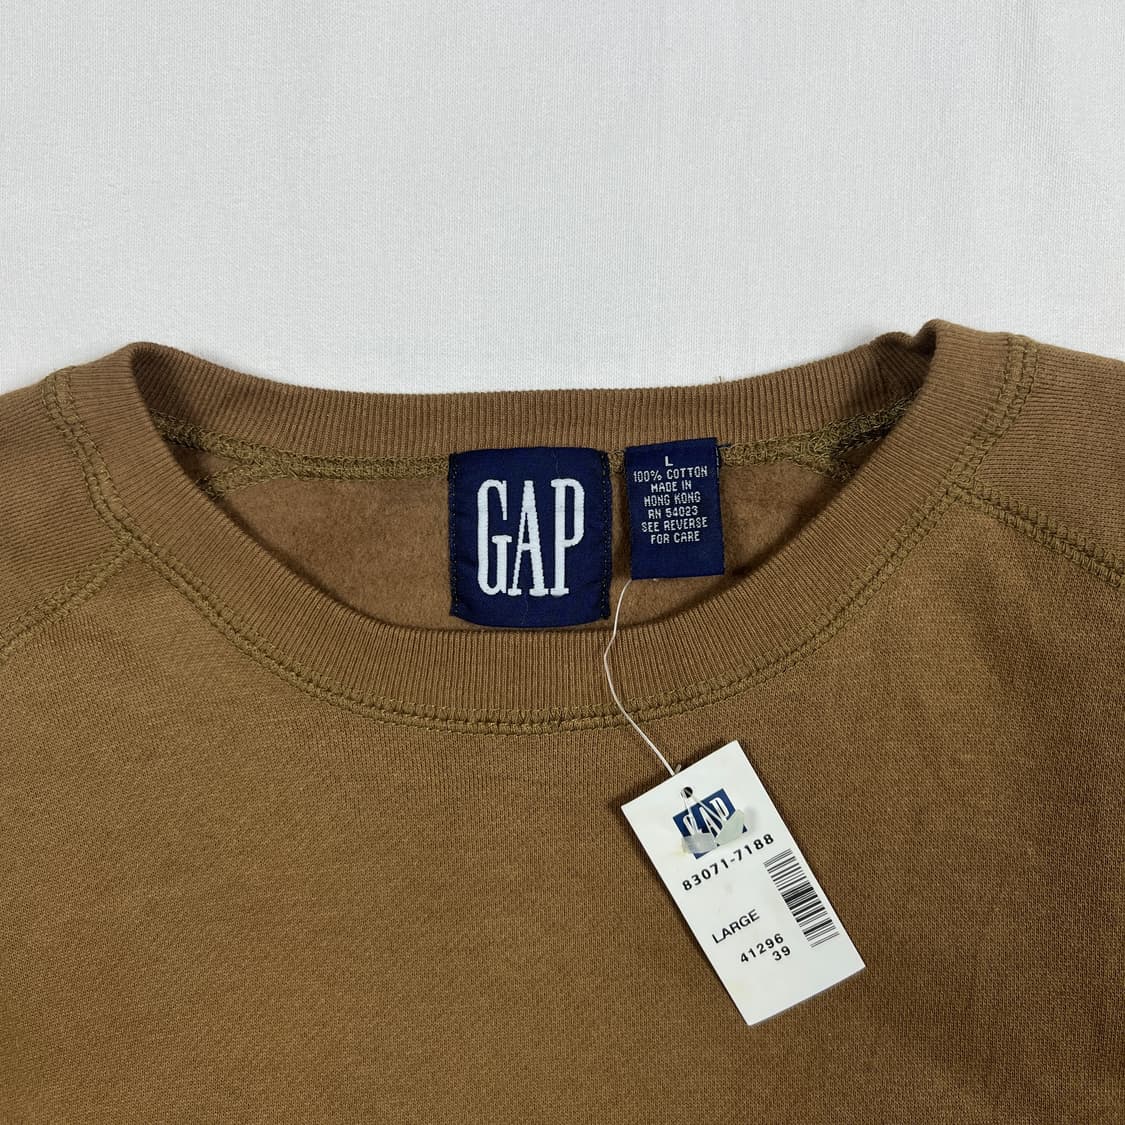 GAP
L
100% COTTON
MADE IN
HONG KONG
RN 54023
SEE REVERSE
FOR CARE
GAP
83071-7188
LARGE
41296
39